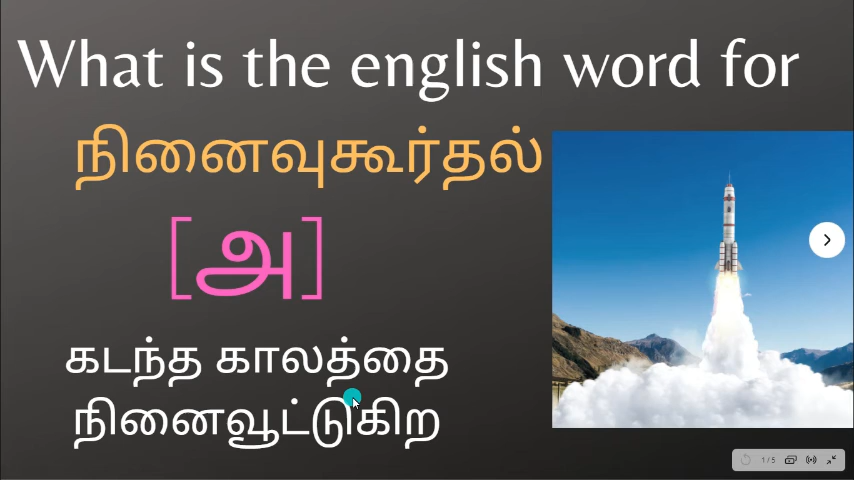 What is the english word for
நினைவுகூர்தல்
[அ]
கடந்த காலத்தை
நினைவூட்டுகிற
1/5